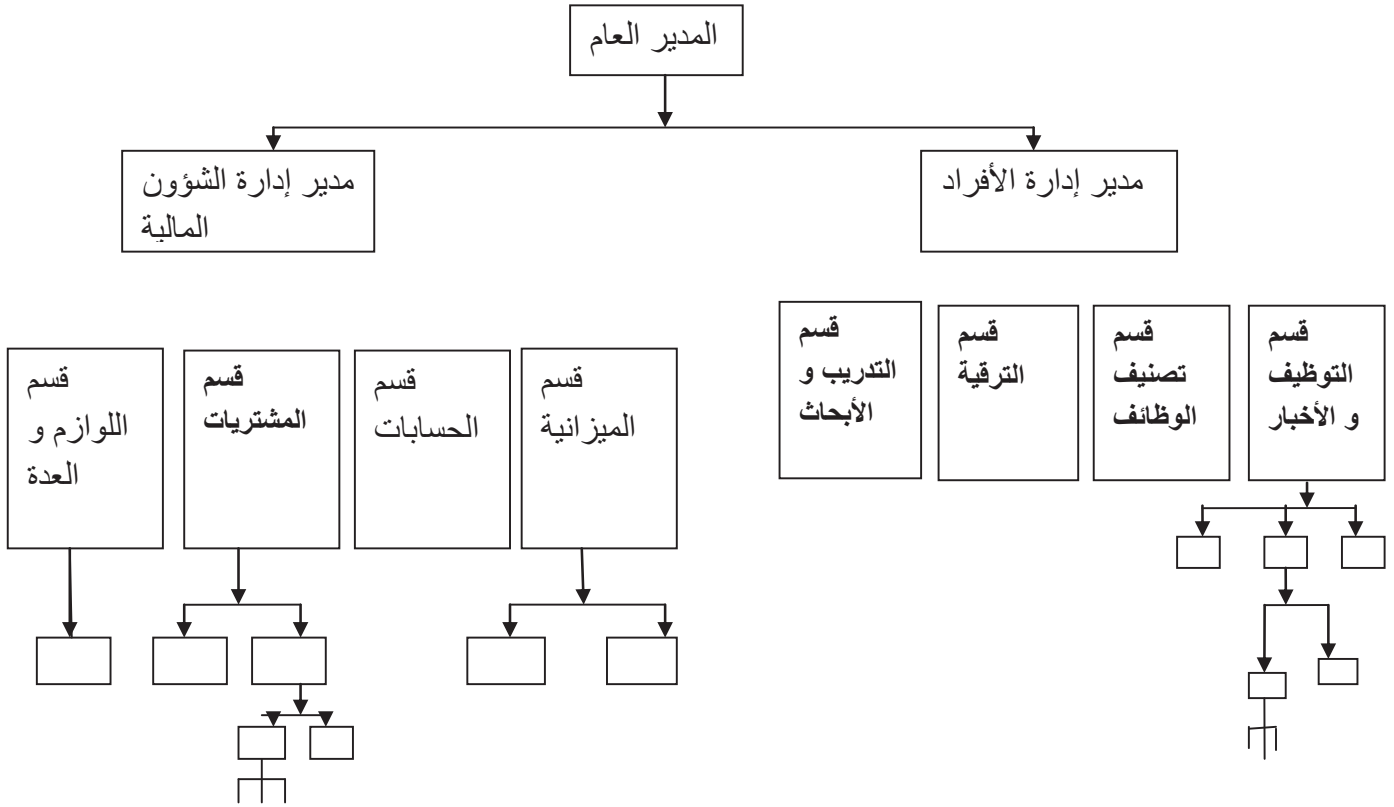 المدير العام
مدير إدارة الأفراد
مدير إدارة الشؤون
المالية
قسم
التوظيف
و الأخبار
قسم
تصنيف
الوظائف
قسم
الترقية
قسم
التدريب و
الأبحاث
قسم
الميزانية
قسم
الحسابات
قسم
المشتريات
قسم
اللوازم و
العدة